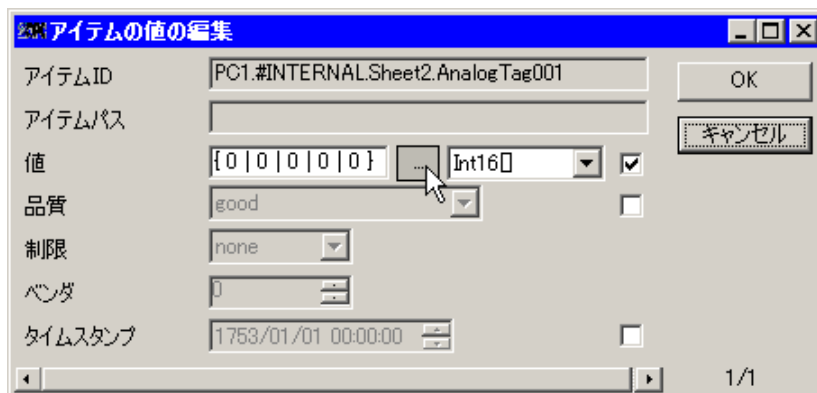 アイテムの値の編集
アイテムID PC1.#INTERNAL.Sheet2.AnalogTag001 OK
アイテムパス キャンセル
値 {0|0|0|0|0} ... Int16[]
品質 good
制限 none
ベンダ 0
タイムスタンプ 1753/01/01 00:00:00
1/1